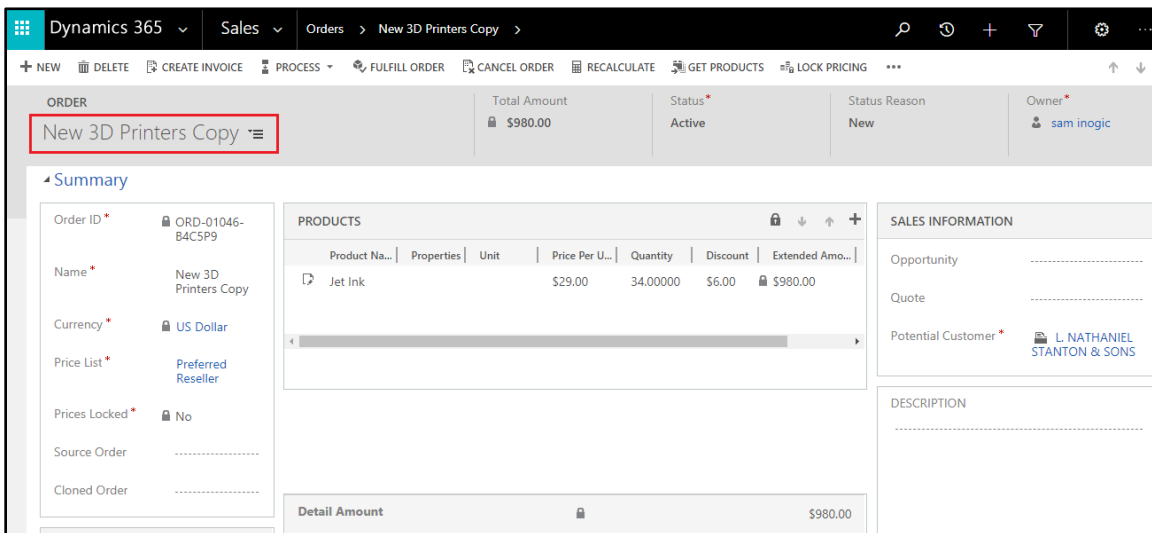 Dynamics 365 Sales Orders > New 3D Printers Copy >
NEW DELETE CREATE INVOICE PROCESS FULFILL ORDER CANCEL ORDER RECALCULATE GET PRODUCTS LOCK PRICING •••
ORDER
New 3D Printers Copy
Total Amount
$980.00
Status*
Active
Status Reason
New
Owner*
sam inogic
Summary
Order ID*
ORD-01046-
B4C5P9
Name*
New 3D
Printers Copy
Currency*
US Dollar
Price List*
Preferred
Reseller
Prices Locked*
No
Source Order
Cloned Order
PRODUCTS
Product Na... Properties Unit Price Per U... Quantity Discount Extended Amo...
Jet Ink $29.00 34.00000 $6.00 $980.00
Detail Amount $980.00
SALES INFORMATION
Opportunity
Quote
Potential Customer*
L. NATHANIEL
STANTON & SONS
DESCRIPTION